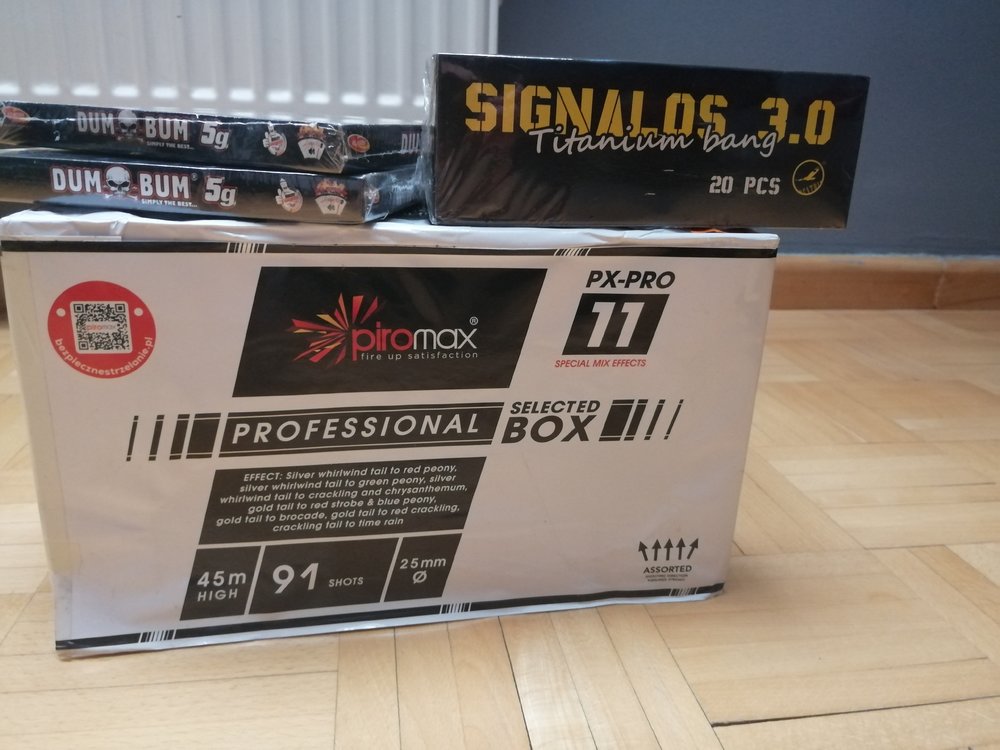 SIGNALOS 3.0
Titanium bang
20 PCS
DUM BUM 5g
SIMPLY THE BEST...
DUM
DUM BUM® 5g
SIMPLY THE BEST...
piromax
bezpiecznestrzelanie.pl
piromax®
fire up satisfaction
PX-PRO
11
SPECIAL MIX EFFECTS
PROFESSIONAL
SELECTED
BOX
EFFECT: Silver whirlwind tail to red peony,
silver whirlwind tail to green peony, silver
whirlwind tail to crackling and chrysanthemum,
gold tail to red strobe & blue peony,
gold tail to brocade, gold tail to red crackling,
crackling tail to time rain
45m
HIGH
91 SHOTS
25mm
Ø
ASSORTED